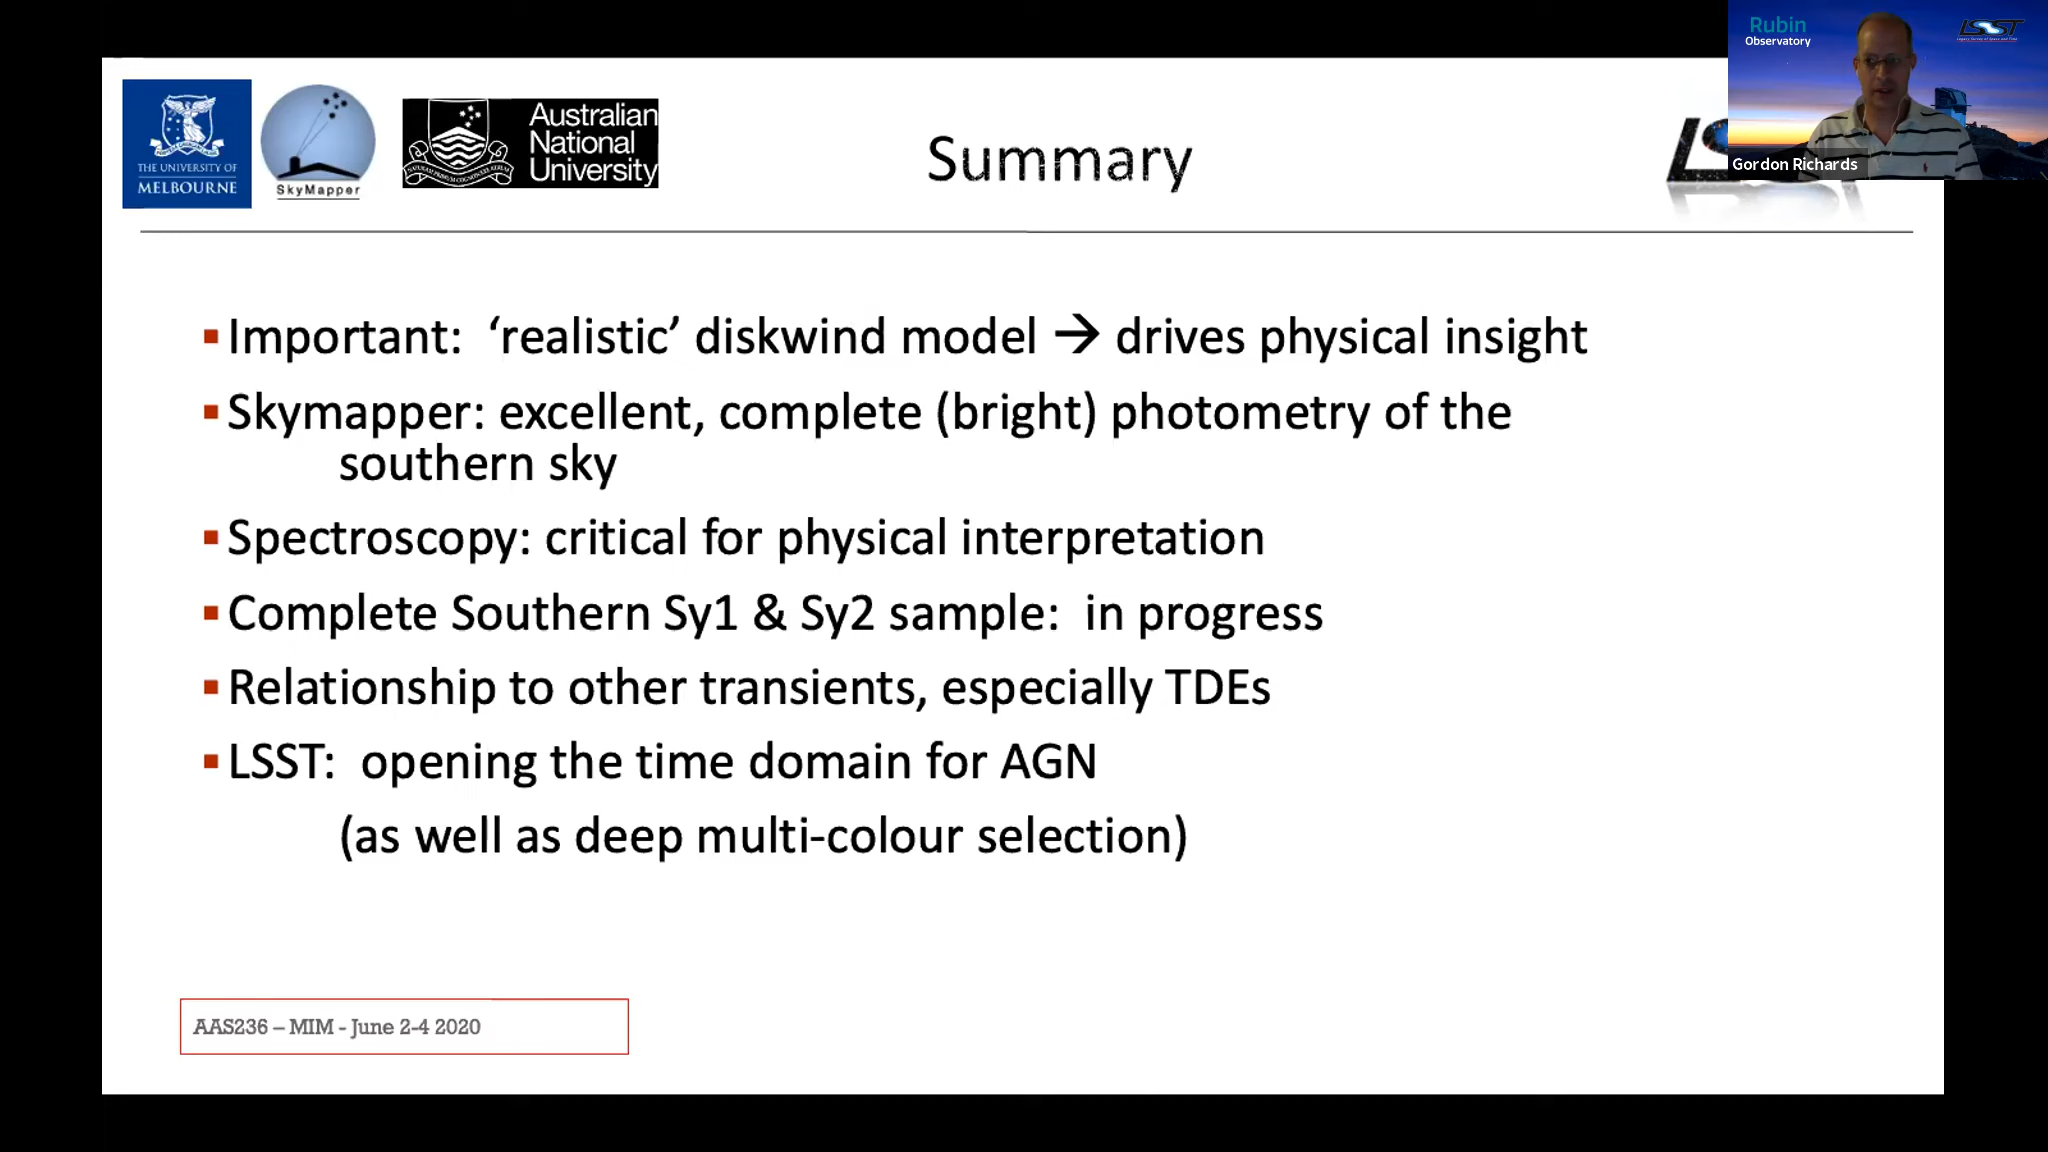 Rubin
Observatory
LSST
THE UNIVERSITY OF
MELBOURNE
SkyMapper
Australian
National
University
Summary
Gordon Richards
▪Important:  ‘realistic’ diskwind model → drives physical insight
▪Skymapper: excellent, complete (bright) photometry of the
southern sky
▪Spectroscopy: critical for physical interpretation
▪Complete Southern Sy1 & Sy2 sample:  in progress
▪Relationship to other transients, especially TDEs
▪LSST:  opening the time domain for AGN
(as well as deep multi-colour selection)
AAS236 – MIM - June 2-4 2020